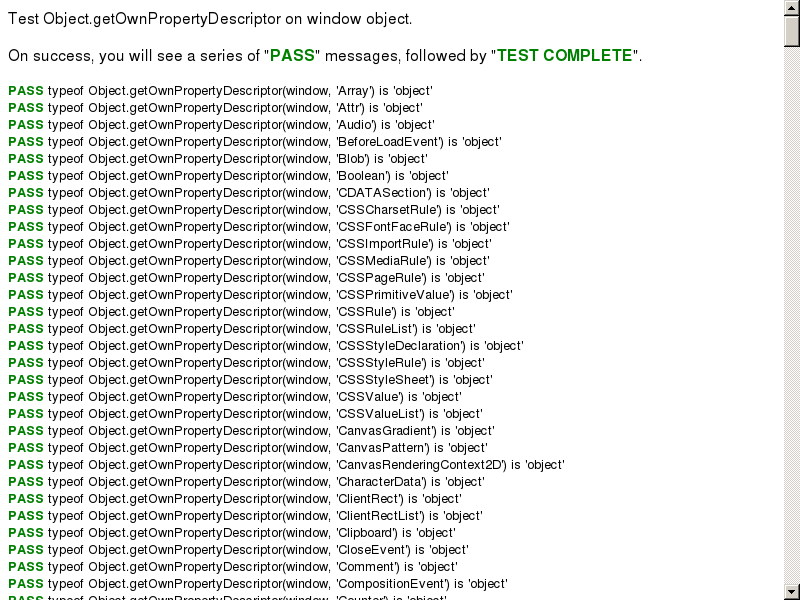 Test Object.getOwnPropertyDescriptor on window object.
On success, you will see a series of "PASS" messages, followed by "TEST COMPLETE".
PASS typeof Object.getOwnPropertyDescriptor(window, 'Array') is 'object'
PASS typeof Object.getOwnPropertyDescriptor(window, 'Attr') is 'object'
PASS typeof Object.getOwnPropertyDescriptor(window, 'Audio') is 'object'
PASS typeof Object.getOwnPropertyDescriptor(window, 'BeforeLoadEvent') is 'object'
PASS typeof Object.getOwnPropertyDescriptor(window, 'Blob') is 'object'
PASS typeof Object.getOwnPropertyDescriptor(window, 'Boolean') is 'object'
PASS typeof Object.getOwnPropertyDescriptor(window, 'CDATASection') is 'object'
PASS typeof Object.getOwnPropertyDescriptor(window, 'CSSCharsetRule') is 'object'
PASS typeof Object.getOwnPropertyDescriptor(window, 'CSSFontFaceRule') is 'object'
PASS typeof Object.getOwnPropertyDescriptor(window, 'CSSImportRule') is 'object'
PASS typeof Object.getOwnPropertyDescriptor(window, 'CSSMediaRule') is 'object'
PASS typeof Object.getOwnPropertyDescriptor(window, 'CSSPageRule') is 'object'
PASS typeof Object.getOwnPropertyDescriptor(window, 'CSSPrimitiveValue') is 'object'
PASS typeof Object.getOwnPropertyDescriptor(window, 'CSSRule') is 'object'
PASS typeof Object.getOwnPropertyDescriptor(window, 'CSSRuleList') is 'object'
PASS typeof Object.getOwnPropertyDescriptor(window, 'CSSStyleDeclaration') is 'object'
PASS typeof Object.getOwnPropertyDescriptor(window, 'CSSStyleRule') is 'object'
PASS typeof Object.getOwnPropertyDescriptor(window, 'CSSStyleSheet') is 'object'
PASS typeof Object.getOwnPropertyDescriptor(window, 'CSSValue') is 'object'
PASS typeof Object.getOwnPropertyDescriptor(window, 'CSSValueList') is 'object'
PASS typeof Object.getOwnPropertyDescriptor(window, 'CanvasGradient') is 'object'
PASS typeof Object.getOwnPropertyDescriptor(window, 'CanvasPattern') is 'object'
PASS typeof Object.getOwnPropertyDescriptor(window, 'CanvasRenderingContext2D') is 'object'
PASS typeof Object.getOwnPropertyDescriptor(window, 'CharacterData') is 'object'
PASS typeof Object.getOwnPropertyDescriptor(window, 'ClientRect') is 'object'
PASS typeof Object.getOwnPropertyDescriptor(window, 'ClientRectList') is 'object'
PASS typeof Object.getOwnPropertyDescriptor(window, 'Clipboard') is 'object'
PASS typeof Object.getOwnPropertyDescriptor(window, 'CloseEvent') is 'object'
PASS typeof Object.getOwnPropertyDescriptor(window, 'Comment') is 'object'
PASS typeof Object.getOwnPropertyDescriptor(window, 'CompositionEvent') is 'object'
PASS typeof Object.getOwnPropertyDescriptor(window, 'Counter') is 'object'